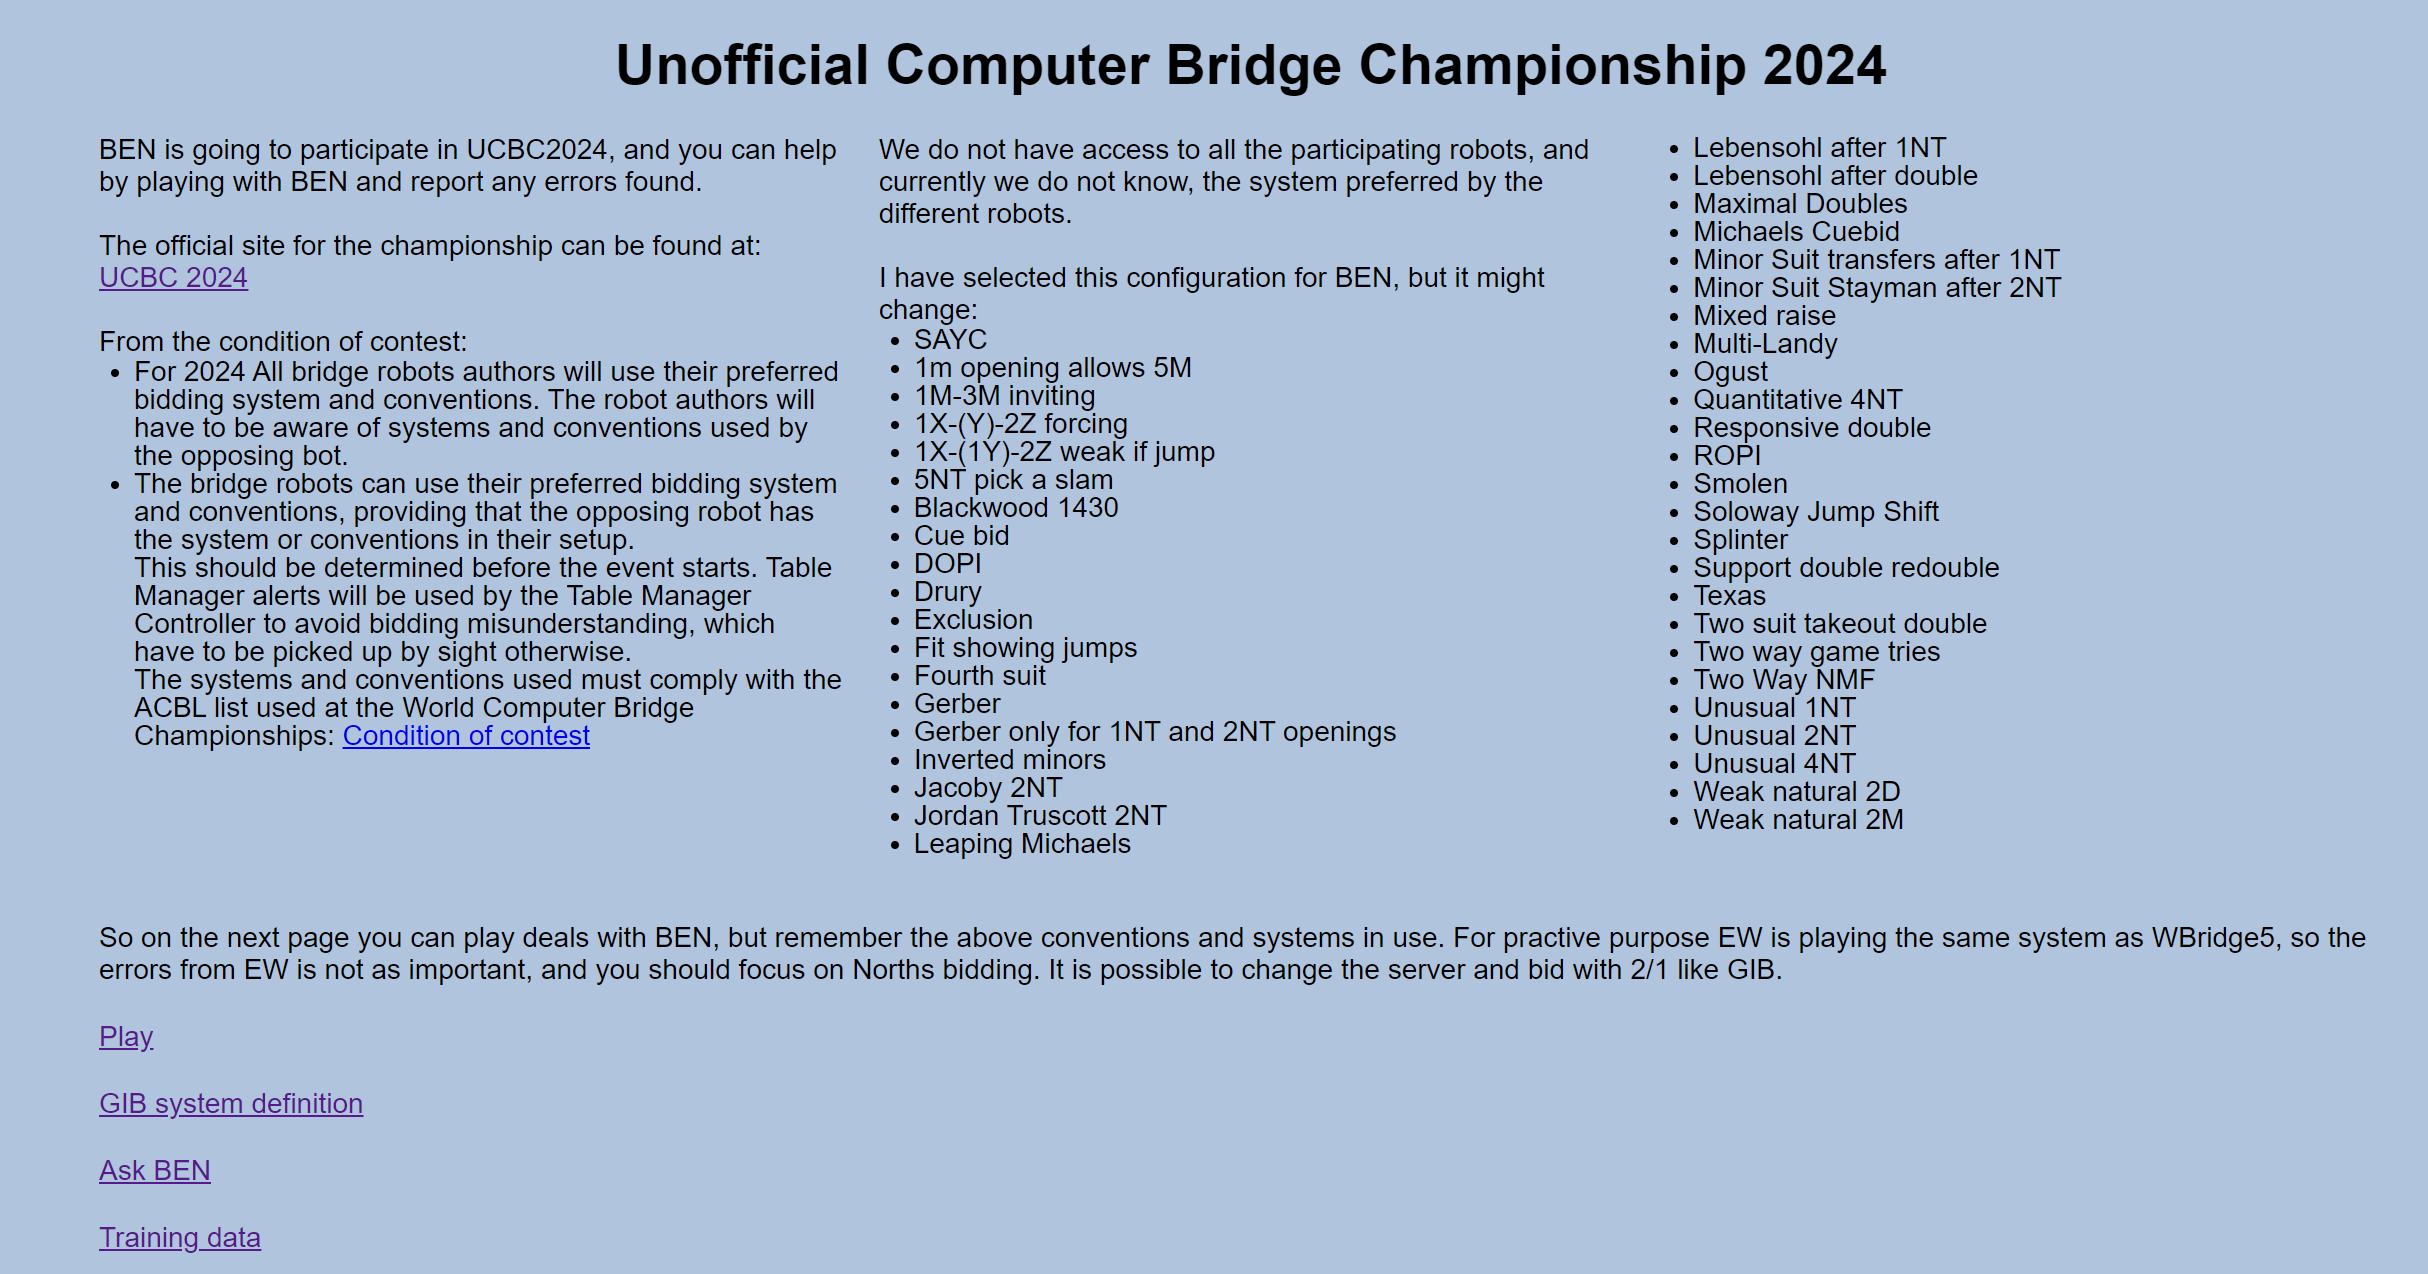 Unofficial Computer Bridge Championship 2024
BEN is going to participate in UCBC2024, and you can help
by playing with BEN and report any errors found.
The official site for the championship can be found at:
UCBC 2024
From the condition of contest:
• For 2024 All bridge robots authors will use their preferred
bidding system and conventions. The robot authors will
have to be aware of systems and conventions used by
the opposing bot.
• The bridge robots can use their preferred bidding system
and conventions, providing that the opposing robot has
the system or conventions in their setup.
This should be determined before the event starts. Table
Manager alerts will be used by the Table Manager
Controller to avoid bidding misunderstanding, which
have to be picked up by sight otherwise.
The systems and conventions used must comply with the
ACBL list used at the World Computer Bridge
Championships: Condition of contest
We do not have access to all the participating robots, and
currently we do not know, the system preferred by the
different robots.
I have selected this configuration for BEN, but it might
change:
• SAYC
• 1m opening allows 5M
• 1M-3M inviting
• 1X-(Y)-2Z forcing
• 1X-(1Y)-2Z weak if jump
• 5NT pick a slam
• Blackwood 1430
• Cue bid
• DOPI
• Drury
• Exclusion
• Fit showing jumps
• Fourth suit
• Gerber
• Gerber only for 1NT and 2NT openings
• Inverted minors
• Jacoby 2NT
• Jordan Truscott 2NT
• Leaping Michaels
• Lebensohl after 1NT
• Lebensohl after double
• Maximal Doubles
• Michaels Cuebid
• Minor Suit transfers after 1NT
• Minor Suit Stayman after 2NT
• Mixed raise
• Multi-Landy
• Ogust
• Quantitative 4NT
• Responsive double
• ROPI
• Smolen
• Soloway Jump Shift
• Splinter
• Support double redouble
• Texas
• Two suit takeout double
• Two way game tries
• Two Way NMF
• Unusual 1NT
• Unusual 2NT
• Unusual 4NT
• Weak natural 2D
• Weak natural 2M
So on the next page you can play deals with BEN, but remember the above conventions and systems in use. For practive purpose EW is playing the same system as WBridge5, so the
errors from EW is not as important, and you should focus on Norths bidding. It is possible to change the server and bid with 2/1 like GIB.
Play
GIB system definition
Ask BEN
Training data